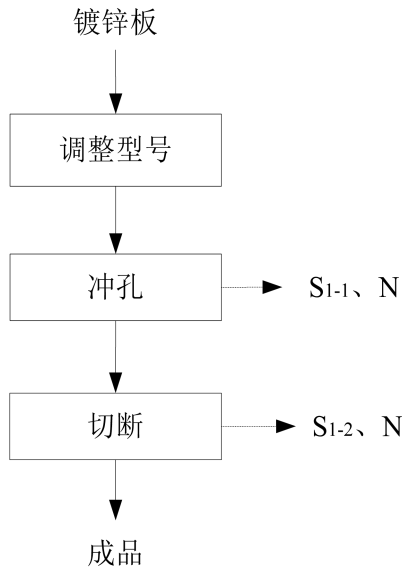 镀锌板
调整型号
冲孔
S1-1、N
切断
S1-2、N
成品